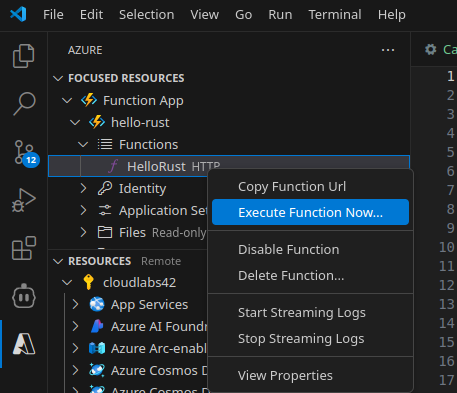 File Edit Selection View Go Run Terminal Help
AZURE
Ca
FOCUSED RESOURCES
1
Function App
2
hello-rust
3
Functions
4
HelloRust HTTP
5
Identity
6
Application Set
7
Files Read-only
8
RESOURCES Remote
9
cloudlabs42
10
App Services
11
Azure AI Foundr
12
Azure Arc-enabl
13
Azure Cosmos D
14
Azure Cosmos D
15
16
17
12
Copy Function Url
Execute Function Now...
Disable Function
Delete Function...
Start Streaming Logs
Stop Streaming Logs
View Properties